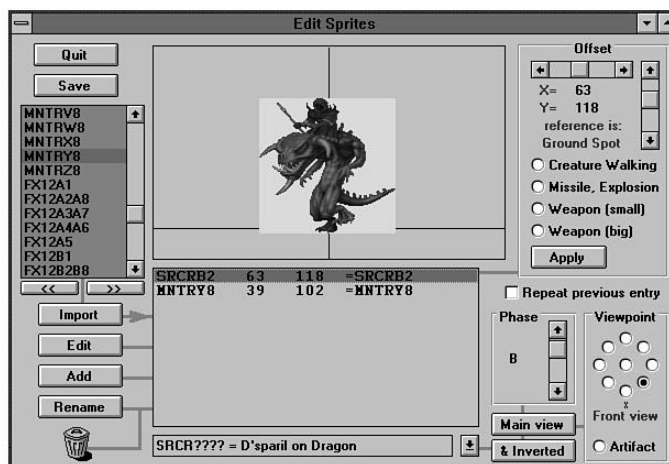 Edit Sprites
Quit
Save
MNTRV8
MNTRW8
MNTRX8
MNTRY8
MNTRZ8
FX12A1
FX12A2A8
FX12A3A7
FX12A4A6
FX12A5
FX12B1
FX12B2B8
<< >>
Import
Edit
Add
Rename
SRCRB2 63 118 =SRCRB2
MNTRY8 39 102 =MNTRY8
SRCR???? = D'sparil on Dragon
Offset
X= 63
Y= 118
reference is:
Ground Spot
Creature Walking
Missile, Explosion
Weapon (small)
Weapon (big)
Apply
Repeat previous entry
Phase
B
Viewpoint
x
Front view
Artifact
Main view
& Inverted